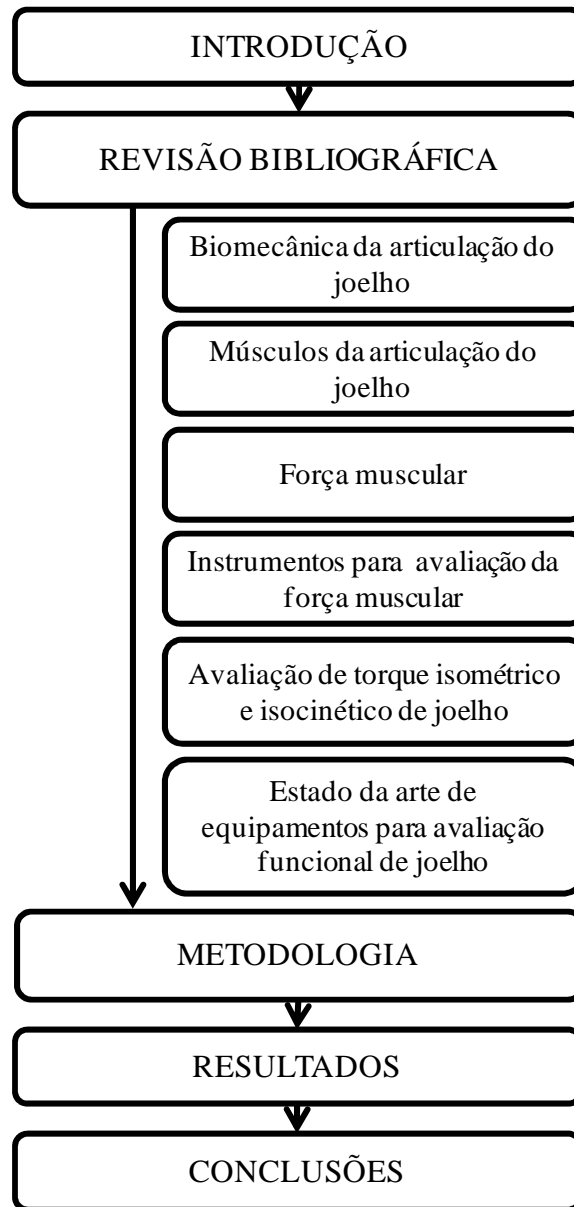 INTRODUÇÃO
REVISÃO BIBLIOGRÁFICA
Biomecânica da articulação do
joelho
Músculos da articulação do
joelho
Força muscular
Instrumentos para avaliação da
força muscular
Avaliação de torque isométrico
e isocinético de joelho
Estado da arte de
equipamentos para avaliação
funcional de joelho
METODOLOGIA
RESULTADOS
CONCLUSÕES